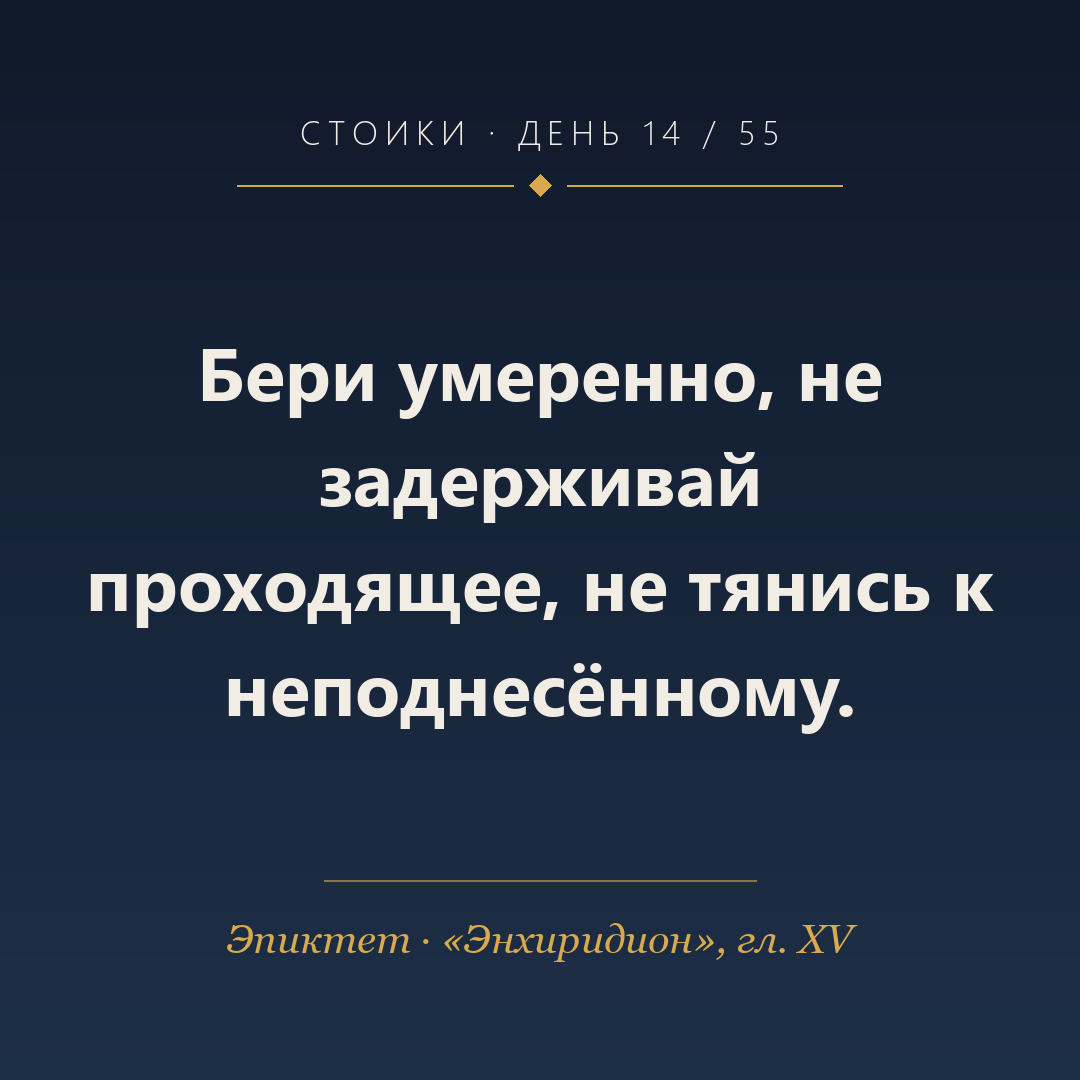 СТОИКИ · ДЕНЬ 14 / 55
Бери умеренно, не
задерживай
проходящее, не тянись к
неподнесённому.
Эпиктет · «Энхиридион», гл. XV